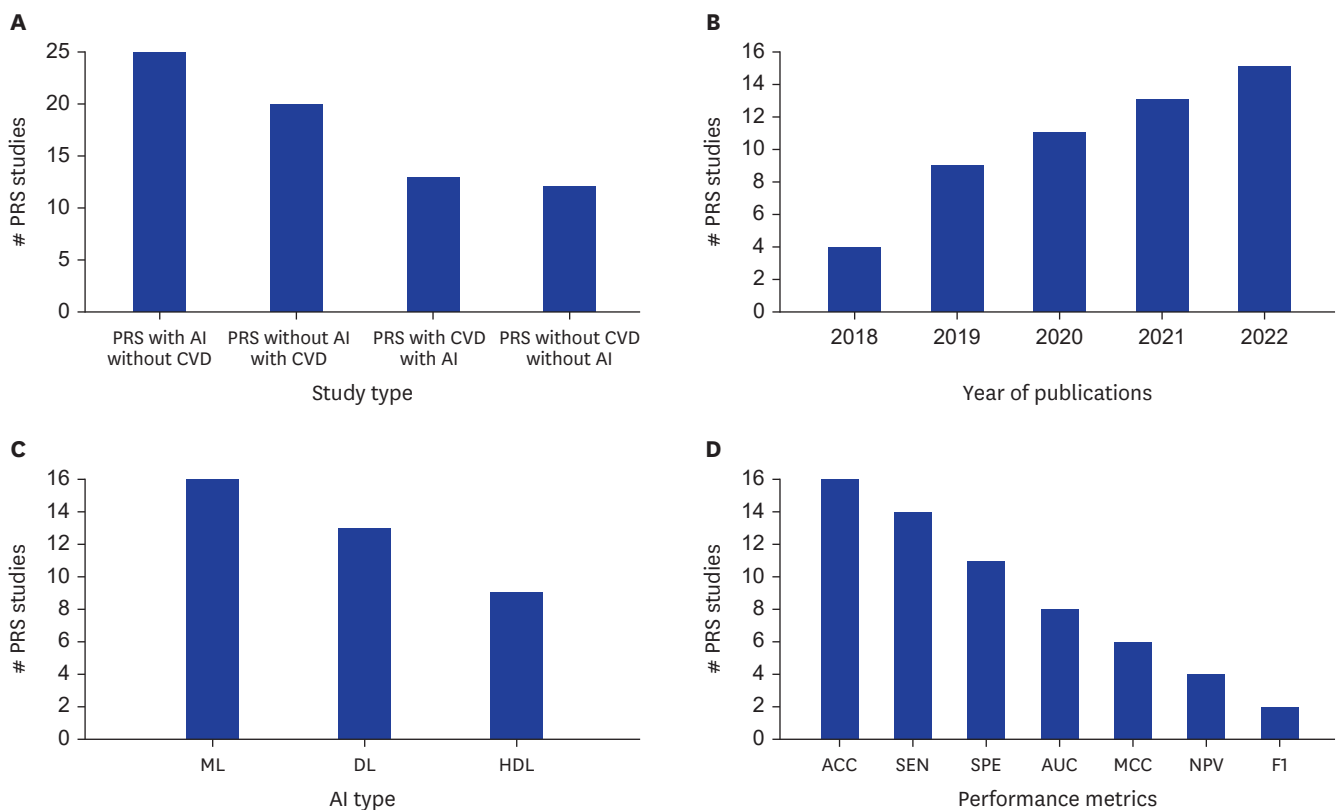 A
# PRS studies
25
20
15
10
5
0
PRS with AI
without CVD
PRS without AI
with CVD
PRS with CVD
with AI
PRS without CVD
without AI
Study type
B
# PRS studies
16
14
12
10
8
6
4
2
0
2018 2019 2020 2021 2022
Year of publications
C
# PRS studies
16
14
12
10
8
6
4
2
0
ML DL HDL
AI type
D
# PRS studies
16
14
12
10
8
6
4
2
0
ACC SEN SPE AUC MCC NPV F1
Performance metrics